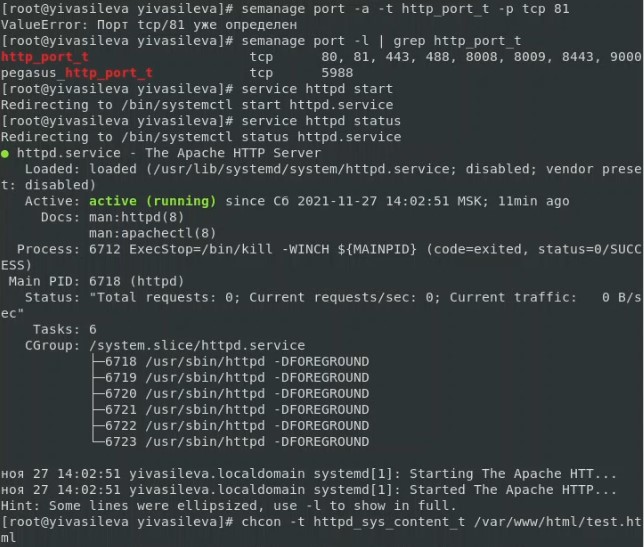 [root@yivasileva yivasileva]# semanage port -a -t http_port_t -p tcp 81
ValueError: Порт tcp/81 уже определен
[root@yivasileva yivasileva]# semanage port -l | grep http_port_t
http_port_t                    tcp      80, 81, 443, 488, 8008, 8009, 8443, 9000
pegasus_http_port_t            tcp      5988
[root@yivasileva yivasileva]# service httpd start
Redirecting to /bin/systemctl start httpd.service
[root@yivasileva yivasileva]# service httpd status
Redirecting to /bin/systemctl status httpd.service
● httpd.service - The Apache HTTP Server
   Loaded: loaded (/usr/lib/systemd/system/httpd.service; disabled; vendor prese
t: disabled)
   Active: active (running) since Сб 2021-11-27 14:02:51 MSK; 11min ago
     Docs: man:httpd(8)
           man:apachectl(8)
  Process: 6712 ExecStop=/bin/kill -WINCH ${MAINPID} (code=exited, status=0/SUCC
ESS)
 Main PID: 6718 (httpd)
   Status: "Total requests: 0; Current requests/sec: 0; Current traffic:   0 B/s
ec"
    Tasks: 6
   CGroup: /system.slice/httpd.service
           ├─6718 /usr/sbin/httpd -DFOREGROUND
           ├─6719 /usr/sbin/httpd -DFOREGROUND
           ├─6720 /usr/sbin/httpd -DFOREGROUND
           ├─6721 /usr/sbin/httpd -DFOREGROUND
           ├─6722 /usr/sbin/httpd -DFOREGROUND
           └─6723 /usr/sbin/httpd -DFOREGROUND

ноя 27 14:02:51 yivasileva.localdomain systemd[1]: Starting The Apache HTT...
ноя 27 14:02:51 yivasileva.localdomain systemd[1]: Started The Apache HTTP...
Hint: Some lines were ellipsized, use -l to show in full.
[root@yivasileva yivasileva]# chcon -t httpd_sys_content_t /var/www/html/test.ht
ml